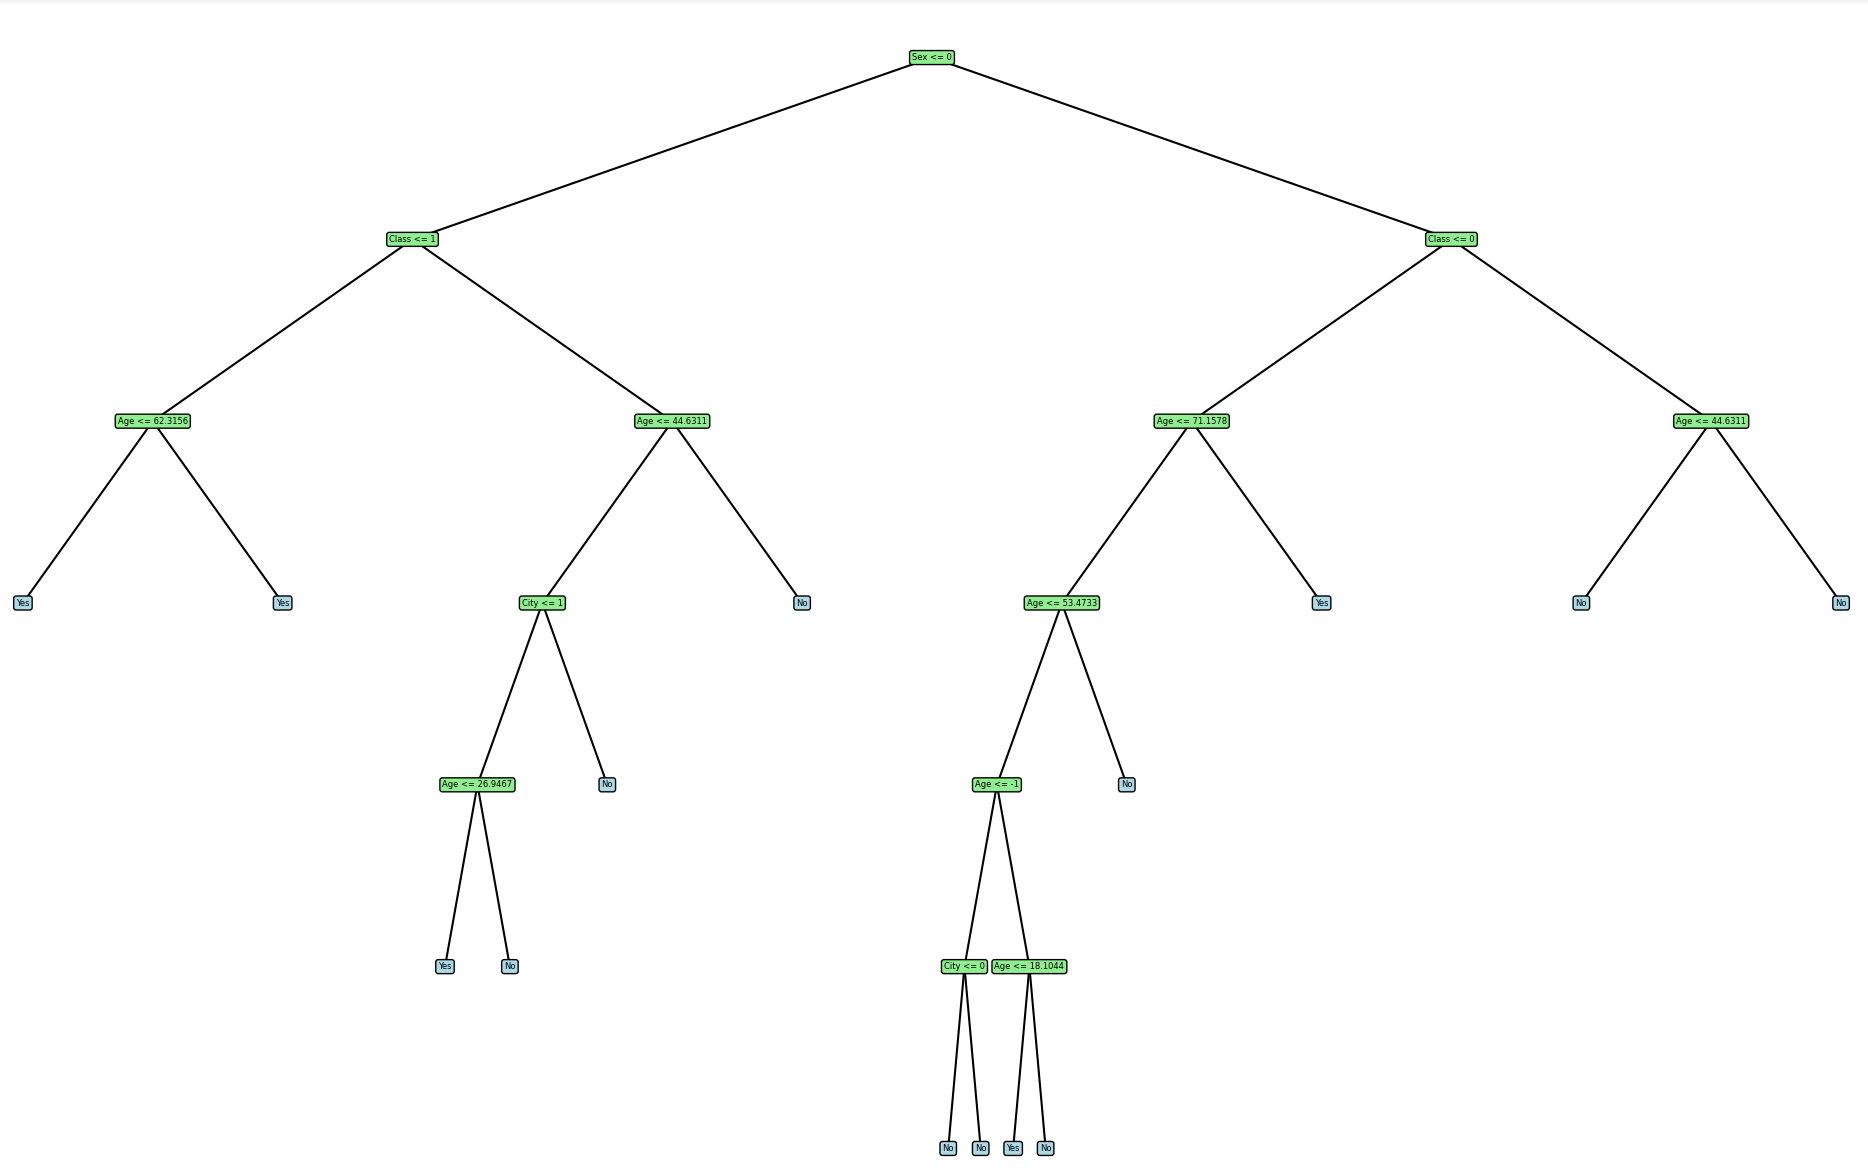 Sex <= 0
Class <= 1
Class <= 0
Age <= 62.3156
Age <= 44.6311
Age <= 71.1578
Age <= 44.6311
Yes
Yes
City <= 1
No
Age <= 53.4733
Yes
No
No
Age <= 26.9467
No
Age <= -1
No
Yes
No
City <= 0
Age <= 18.1044
No
No
Yes
No